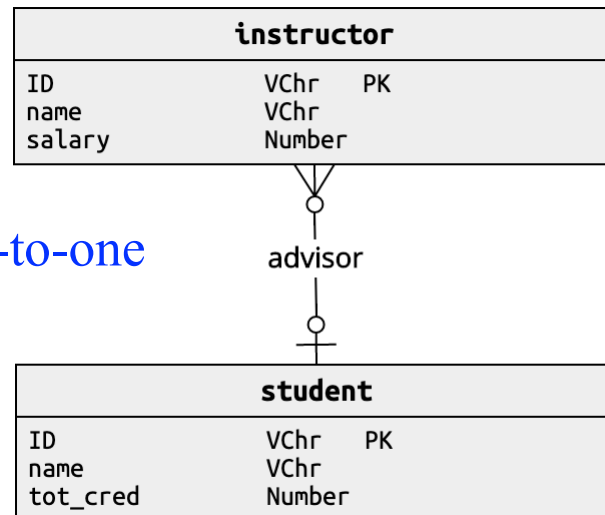 instructor
ID VChr PK
name VChr
salary Number
-to-one
advisor
student
ID VChr PK
name VChr
tot_cred Number